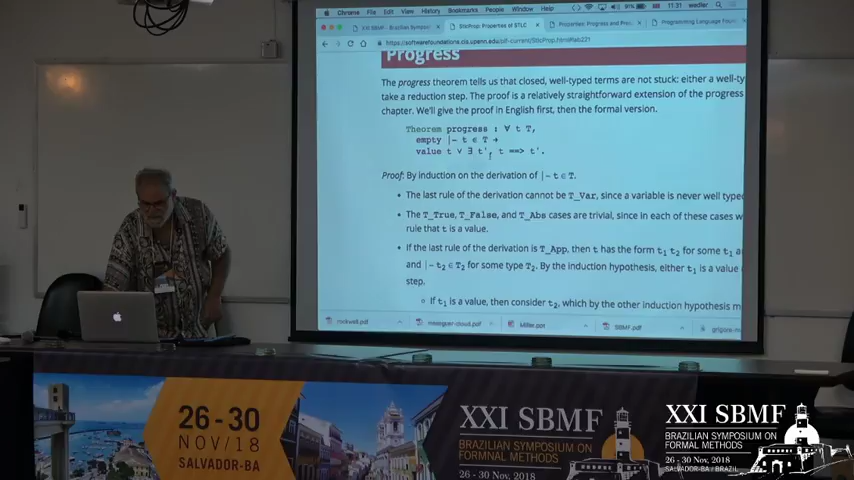 Chrome File Edit View History Bookmarks People Window Help 11:31 wadler
XXI SBMF - Brazilian Symposi
StlcProp: Properties of STLC
Properties: Progress and Pre
Programming Language Foun
https://softwarefoundations.cis.upenn.edu/plf-current/StlcProp.html#lab221
Progress
The progress theorem tells us that closed, well-typed terms are not stuck: either a well-ty
take a reduction step. The proof is a relatively straightforward extension of the progress
chapter. We'll give the proof in English first, then the formal version.
Theorem progress : ∀ t T,
empty |- t ∈ T →
value t ∨ ∃ t', t ==> t'.
Proof: By induction on the derivation of |- t ∈ T.
• The last rule of the derivation cannot be T_Var, since a variable is never well typed
• The T_True, T_False, and T_Abs cases are trivial, since in each of these cases w
rule that t is a value.
• If the last rule of the derivation is T_App, then t has the form t₁ t₂ for some t₁ a
and |- t₂ ∈ T₂ for some type T₂. By the induction hypothesis, either t₁ is a value
step.
○ If t₁ is a value, then consider t₂, which by the other induction hypothesis m
rockwell.pdf
meseguer-cloud.pdf
Miller.ppt
SBMF.pdf
26-30
NOV/18
SALVADOR-BA
XXI SBMF
BRAZILIAN SYMPOSIUM ON
FORMNAL METHODS
26 - 30 Nov, 2018
XXI SBMF
BRAZILIAN SYMPOSIUM ON
FORMAL METHODS
26 - 30 Nov, 2018
SALVADOR-BA / BRAZIL